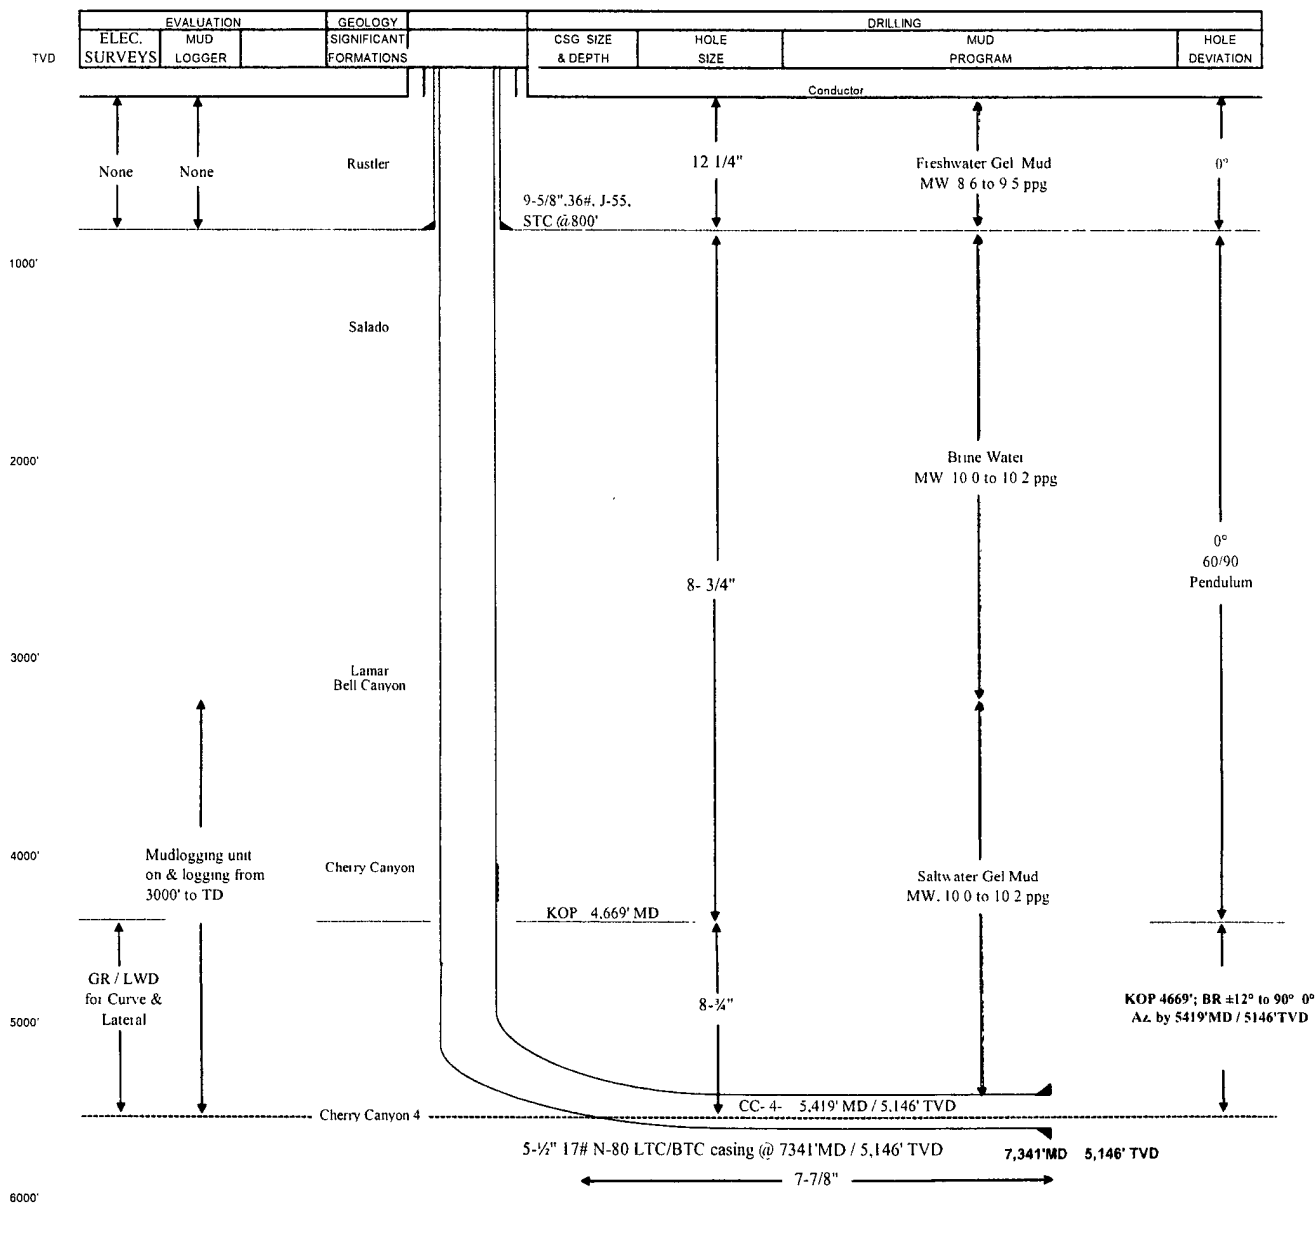 EVALUATION GEOLOGY DRILLING
TVD ELEC. SURVEYS MUD LOGGER SIGNIFICANT FORMATIONS CSG SIZE & DEPTH HOLE SIZE MUD PROGRAM HOLE DEVIATION
Conductor
None
None
Rustler
12 1/4"
Freshwater Gel Mud
MW 8 6 to 9 5 ppg
0°
9-5/8",36#, J-55,
STC @800'
1000'
Salado
2000'
Brine Water
MW 10 0 to 10 2 ppg
0°
60/90
Pendulum
8- 3/4"
3000'
Lamar
Bell Canyon
4000'
Mudlogging unit
on & logging from
3000' to TD
Cherry Canyon
Saltwater Gel Mud
MW. 10 0 to 10 2 ppg
KOP 4,669' MD
GR / LWD
for Curve &
Lateral
8-¾"
KOP 4669'; BR ±12° to 90° 0°
Az. by 5419'MD / 5146'TVD
5000'
CC- 4- 5,419' MD / 5,146' TVD
Cherry Canyon 4
5-½" 17# N-80 LTC/BTC casing @ 7341'MD / 5,146' TVD
7,341'MD 5,146' TVD
7-7/8"
6000'